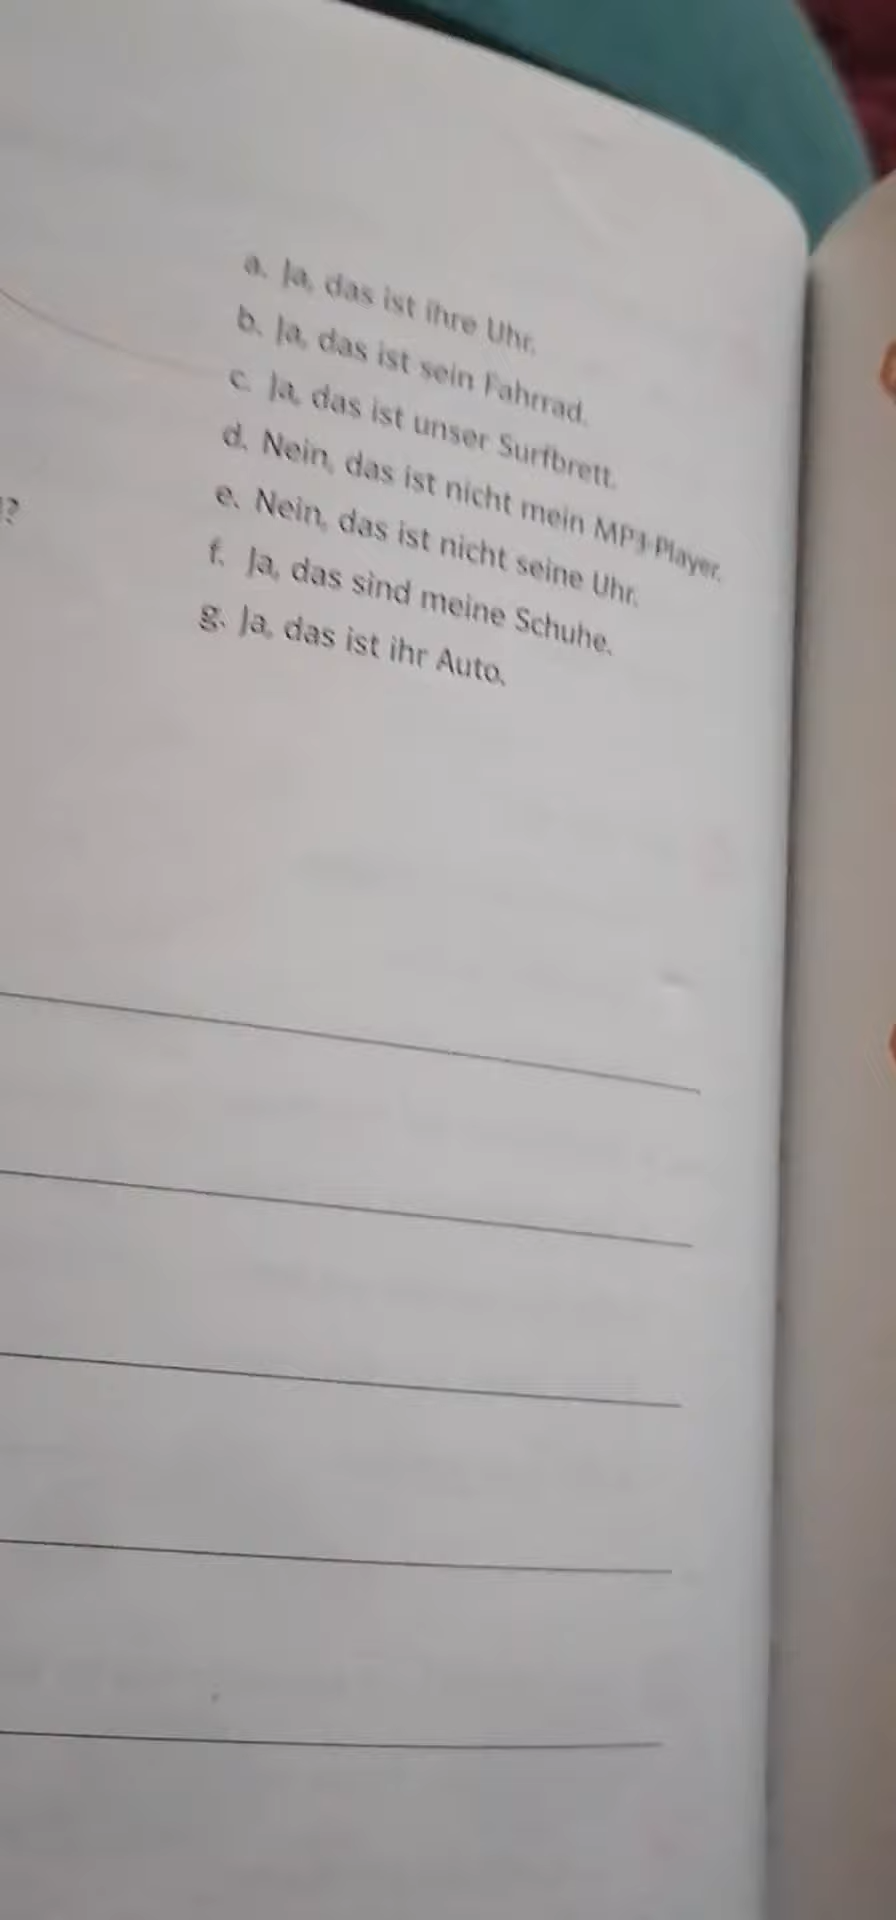 a. Ja, das ist ihre Uhr.
b. Ja, das ist sein Fahrrad.
c. Ja, das ist unser Surfbrett.
d. Nein, das ist nicht mein MP3-Player.
?
e. Nein, das ist nicht seine Uhr.
f. Ja, das sind meine Schuhe.
g. Ja, das ist ihr Auto.